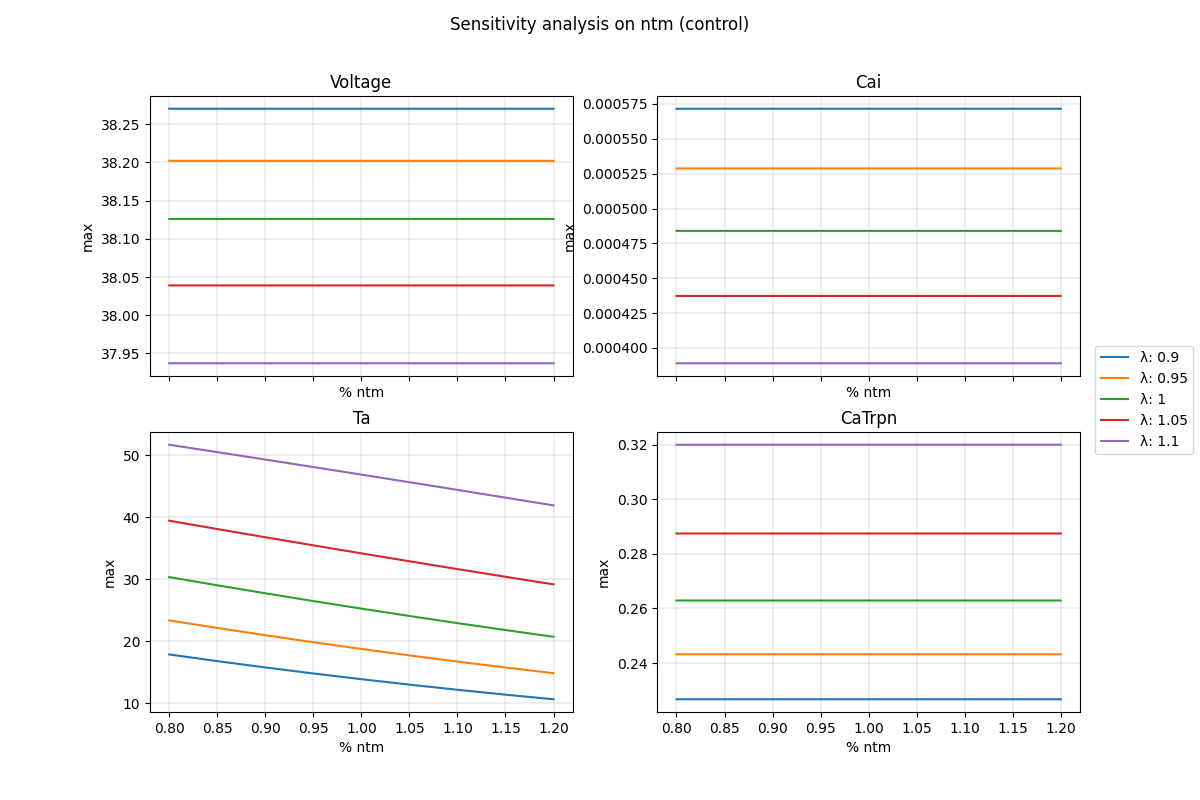 Sensitivity analysis on ntm (control)
Voltage
38.25
38.20
38.15
38.10
38.05
38.00
37.95
max
% ntm
Cai
0.000575
0.000550
0.000525
0.000500
0.000475
0.000450
0.000425
0.000400
max
% ntm
Ta
50
40
30
20
10
max
0.80 0.85 0.90 0.95 1.00 1.05 1.10 1.15 1.20
% ntm
CaTrpn
0.32
0.30
0.28
0.26
0.24
max
0.80 0.85 0.90 0.95 1.00 1.05 1.10 1.15 1.20
% ntm
λ: 0.9
λ: 0.95
λ: 1
λ: 1.05
λ: 1.1